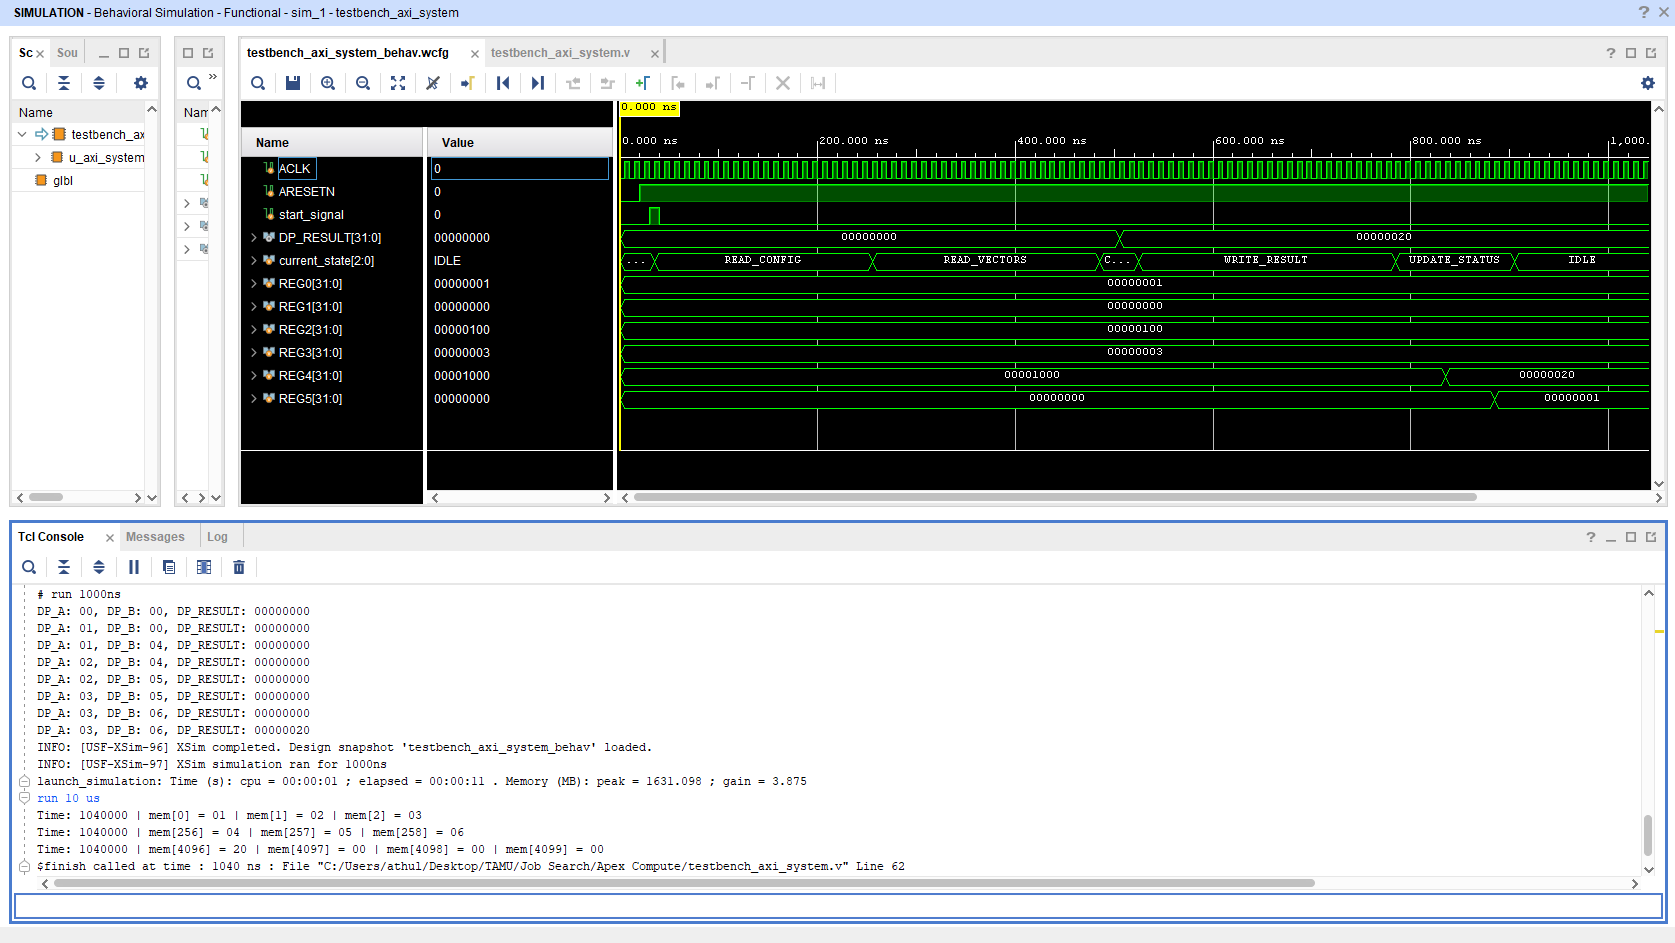 SIMULATION - Behavioral Simulation - Functional - sim_1 - testbench_axi_system
Sc
Sou
Name
testbench_ax
u_axi_system
glbl
Nam
testbench_axi_system_behav.wcfg
testbench_axi_system.v
0.000 ns
Name
Value
0.000 ns 200.000 ns 400.000 ns 600.000 ns 800.000 ns 1,000.
ACLK 0
ARESETN 0
start_signal 0
DP_RESULT[31:0] 00000000 00000000 00000020
current_state[2:0] IDLE ... READ_CONFIG READ_VECTORS C... WRITE_RESULT UPDATE_STATUS IDLE
REG0[31:0] 00000001 00000001
REG1[31:0] 00000000 00000000
REG2[31:0] 00000100 00000100
REG3[31:0] 00000003 00000003
REG4[31:0] 00001000 00001000 00000020
REG5[31:0] 00000000 00000000 00000001
Tcl Console
Messages
Log
# run 1000ns
DP_A: 00, DP_B: 00, DP_RESULT: 00000000
DP_A: 01, DP_B: 00, DP_RESULT: 00000000
DP_A: 01, DP_B: 04, DP_RESULT: 00000000
DP_A: 02, DP_B: 04, DP_RESULT: 00000000
DP_A: 02, DP_B: 05, DP_RESULT: 00000000
DP_A: 03, DP_B: 05, DP_RESULT: 00000000
DP_A: 03, DP_B: 06, DP_RESULT: 00000000
DP_A: 03, DP_B: 06, DP_RESULT: 00000020
INFO: [USF-XSim-96] XSim completed. Design snapshot 'testbench_axi_system_behav' loaded.
INFO: [USF-XSim-97] XSim simulation ran for 1000ns
launch_simulation: Time (s): cpu = 00:00:01 ; elapsed = 00:00:11 . Memory (MB): peak = 1631.098 ; gain = 3.875
run 10 us
Time: 1040000 | mem[0] = 01 | mem[1] = 02 | mem[2] = 03
Time: 1040000 | mem[256] = 04 | mem[257] = 05 | mem[258] = 06
Time: 1040000 | mem[4096] = 20 | mem[4097] = 00 | mem[4098] = 00 | mem[4099] = 00
$finish called at time : 1040 ns : File "C:/Users/athul/Desktop/TAMU/Job Search/Apex Compute/testbench_axi_system.v" Line 62